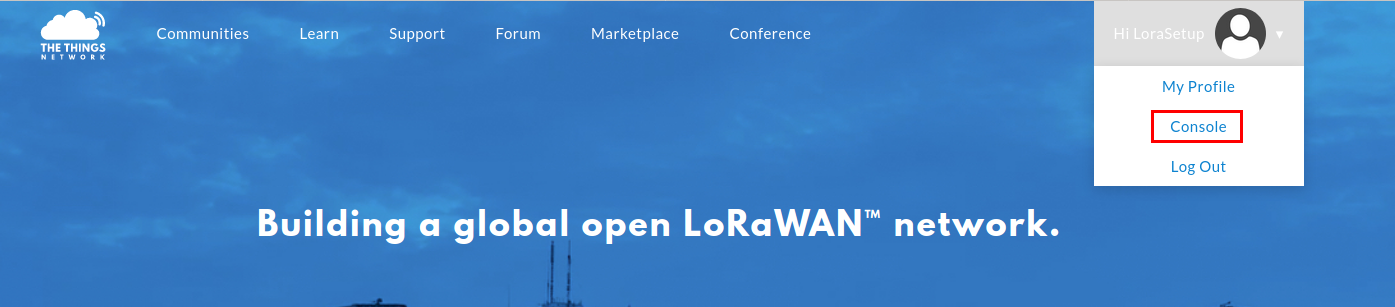 THE THINGS
NETWORK
Communities Learn Support Forum Marketplace Conference
Hi LoraSetup ▼
My Profile
Console
Log Out
Building a global open LoRaWAN™ network.